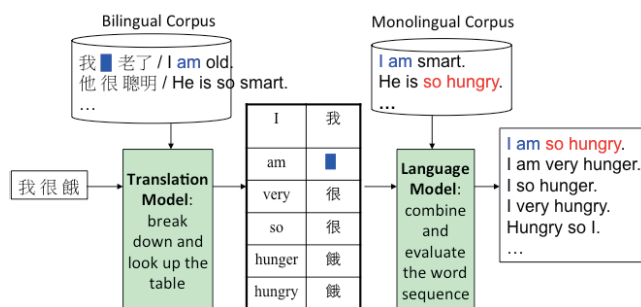 Bilingual Corpus
我 老了 / I am old.
他 很 聰明 / He is so smart.
…
Monolingual Corpus
I am smart.
He is so hungry.
…
我 很 餓
Translation
Model:
break
down and
look up the
table
I 我
am
very 很
so 很
hunger 餓
hungry 餓
Language
Model:
combine
and
evaluate
the word
sequence
I am so hungry.
I am very hunger.
I so hunger.
I very hungry.
Hungry so I.
…